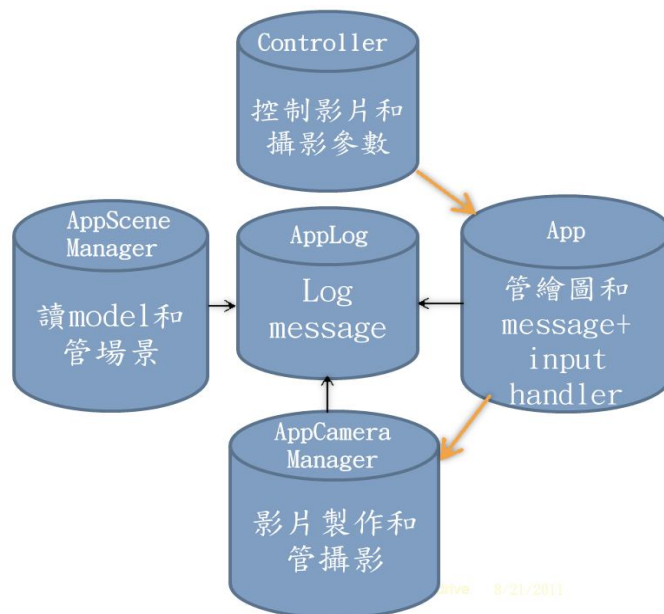 Controller
控制影片和
攝影參數
AppScene
Manager
讀model和
管場景
AppLog
Log
message
App
管繪圖和
message+
input
handler
AppCamera
Manager
影片製作和
管攝影
8/21/2011